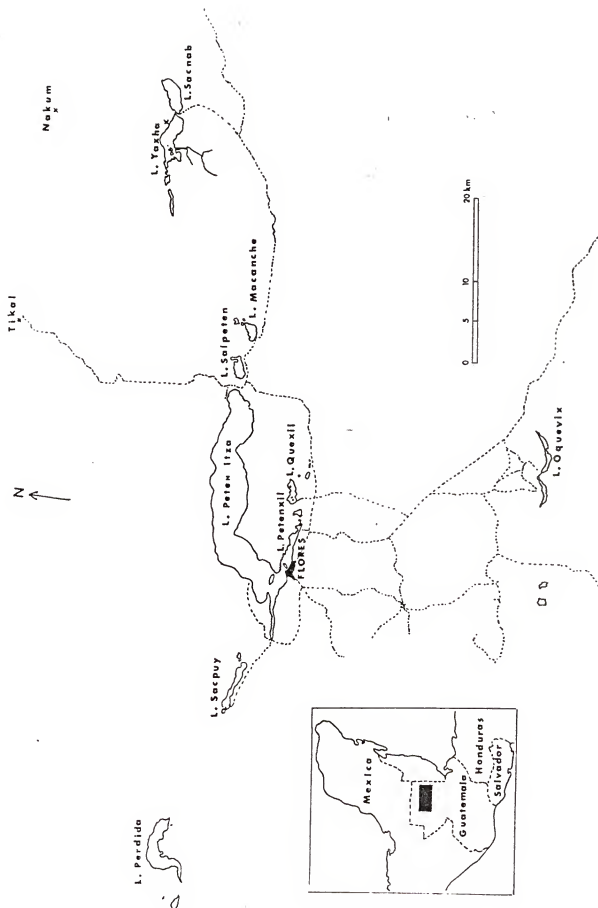 N
Tikal
Nakum
L. Perdida
L. Sacpuy
L. Peten Itza
L. Salpeten
L. Macanche
L. Yaxha
L. Sacnab
L. Petenxil
L. Quexil
FLORES
L. Oquevix
0 5 10 20 km
Mexico
Guatemala
Honduras
Salvador